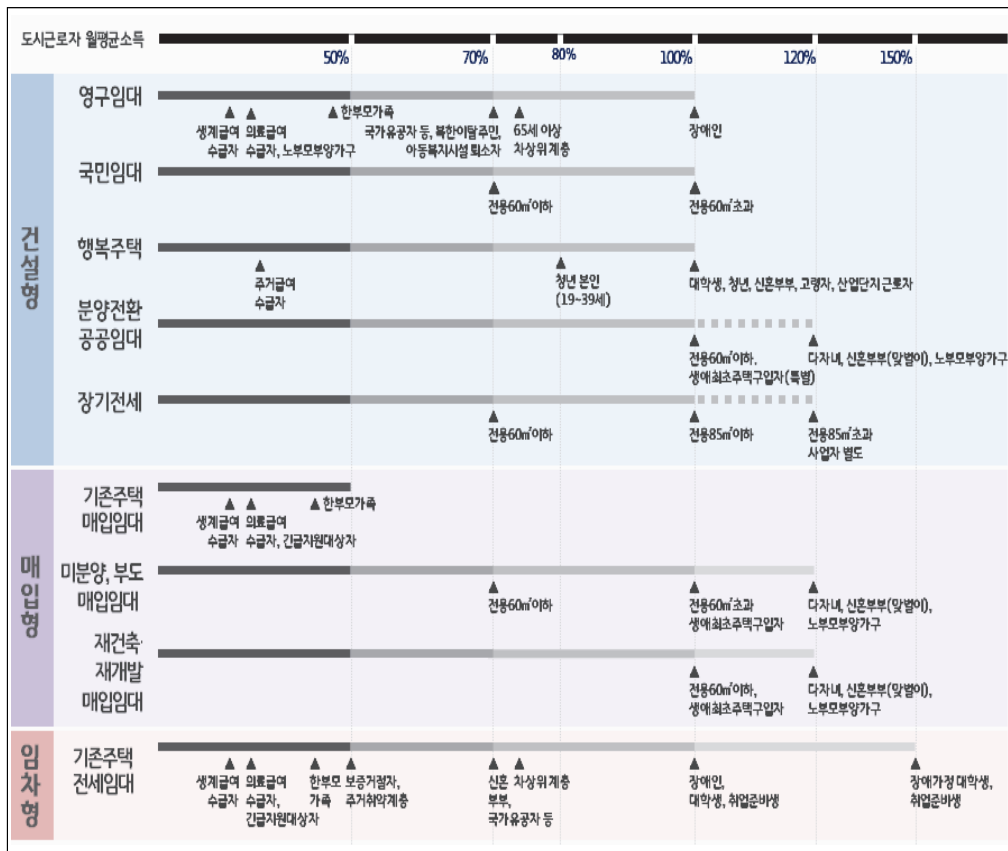 도시근로자 월평균소득
50% 70% 80% 100% 120% 150%
건설형
영구임대
생계급여
수급자
의료급여
수급자, 노부모부양가구
한부모가족
국가유공자 등, 북한이탈주민,
아동복지시설 퇴소자
65세 이상
차상위계층
장애인
국민임대
전용60㎡이하
전용60㎡초과
행복주택
주거급여
수급자
청년 본인
(19~39세)
대학생, 청년, 신혼부부, 고령자, 산업단지 근로자
분양전환
공공임대
전용60㎡이하.
생애최초주택구입자(특별)
다자녀, 신혼부부(맞벌이), 노부모부양가구
장기전세
전용60㎡이하
전용85㎡이하
전용85㎡초과
사업자 별도
매입형
기존주택
매입임대
생계급여
수급자
의료급여
수급자, 긴급지원대상자
한부모가족
미분양, 부도
매입임대
전용60㎡이하
전용60㎡초과
생애최초주택구입자
다자녀, 신혼부부(맞벌이),
노부모부양가구
재건축·
재개발
매입임대
전용60㎡이하,
생애최초주택구입자
다자녀, 신혼부부(맞벌이),
노부모부양가구
임차형
기존주택
전세임대
생계급여
수급자
의료급여
수급자,
긴급지원대상자
한부모
가족
보증거절자,
주거취약계층
신혼
부부,
국가유공자 등
차상위계층
장애인,
대학생, 취업준비생
장애가정 대학생,
취업준비생